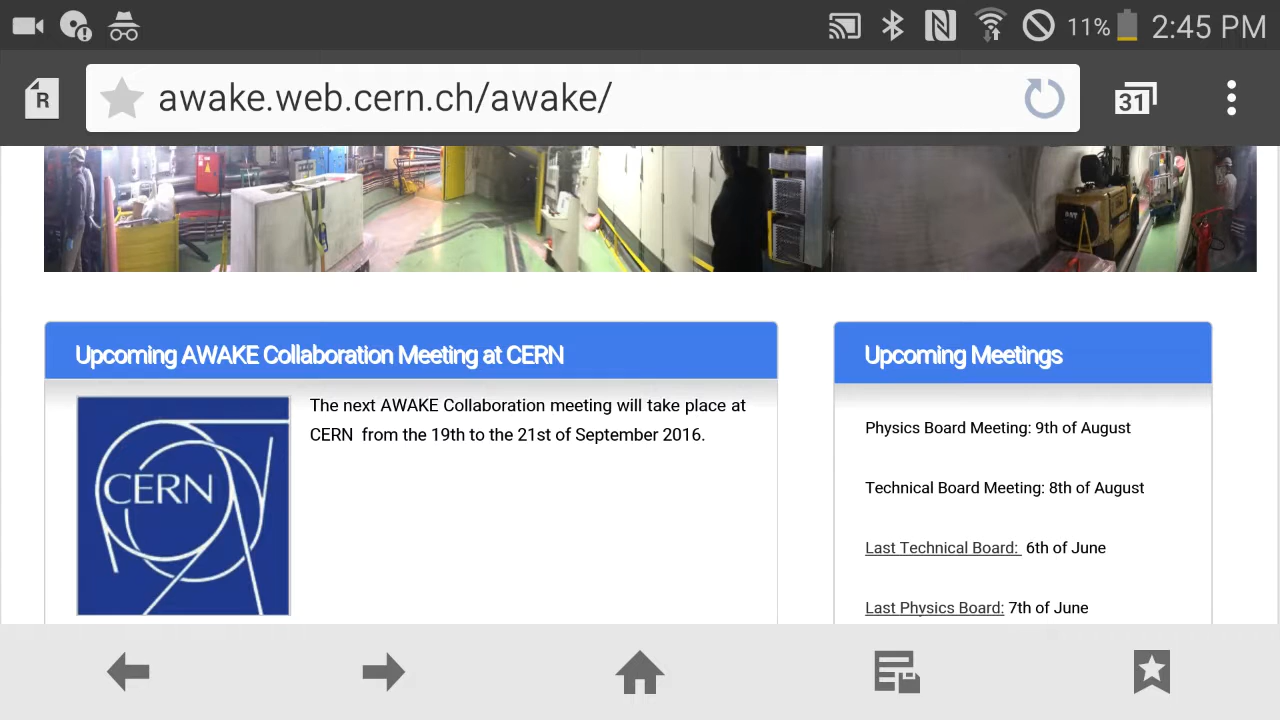 11% 2:45 PM
R awake.web.cern.ch/awake/ 31
Upcoming AWAKE Collaboration Meeting at CERN
The next AWAKE Collaboration meeting will take place at
CERN from the 19th to the 21st of September 2016.
CERN
Upcoming Meetings
Physics Board Meeting: 9th of August
Technical Board Meeting: 8th of August
Last Technical Board: 6th of June
Last Physics Board: 7th of June